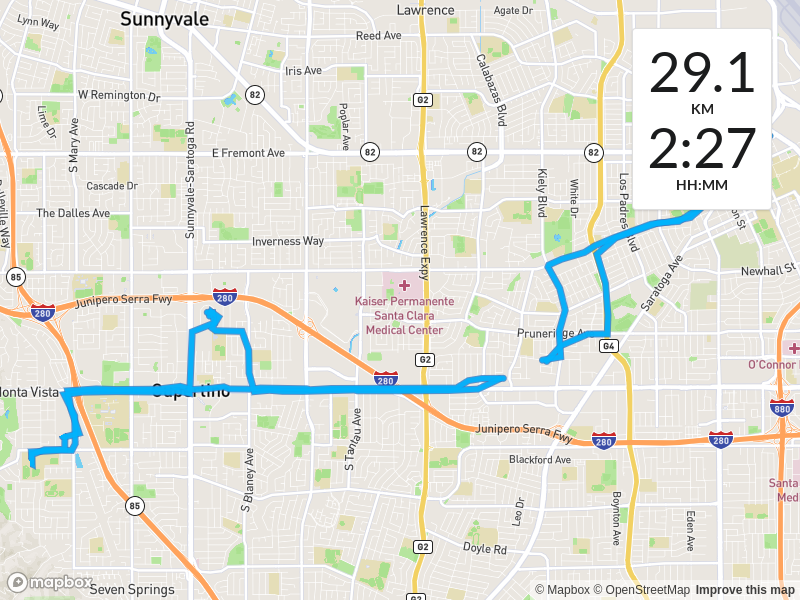 Lynn Way
Sunnyvale
Lawrence
Agate Dr
Reed Ave
Iris Ave
Calabazas Blvd
29.1
KM
2:27
HH:MM
W Remington Dr
82
G2
Lime Dr
S Mary Ave
Poplar Ave
Sunnyvale-Saratoga Rd
E Fremont Ave
82
82
82
Kiely Blvd
White Dr
Los Padres Blvd
Cascade Dr
The Dalles Ave
Lawrence Expy
Inverness Way
Saratoga Ave
Newhall St
85
Kaiser Permanente
Santa Clara
Medical Center
280
Junipero Serra Fwy
280
Pruneridge Ave
G4
G2
O'Connor
Monta Vista
Cupertino
280
880
S Tantau Ave
Junipero Serra Fwy
280
280
S Blaney Ave
Blackford Ave
Santa
Medical
85
Leo Dr
Boynton Ave
Eden Ave
G2
Doyle Rd
mapbox
Seven Springs
G2
© Mapbox © OpenStreetMap Improve this map